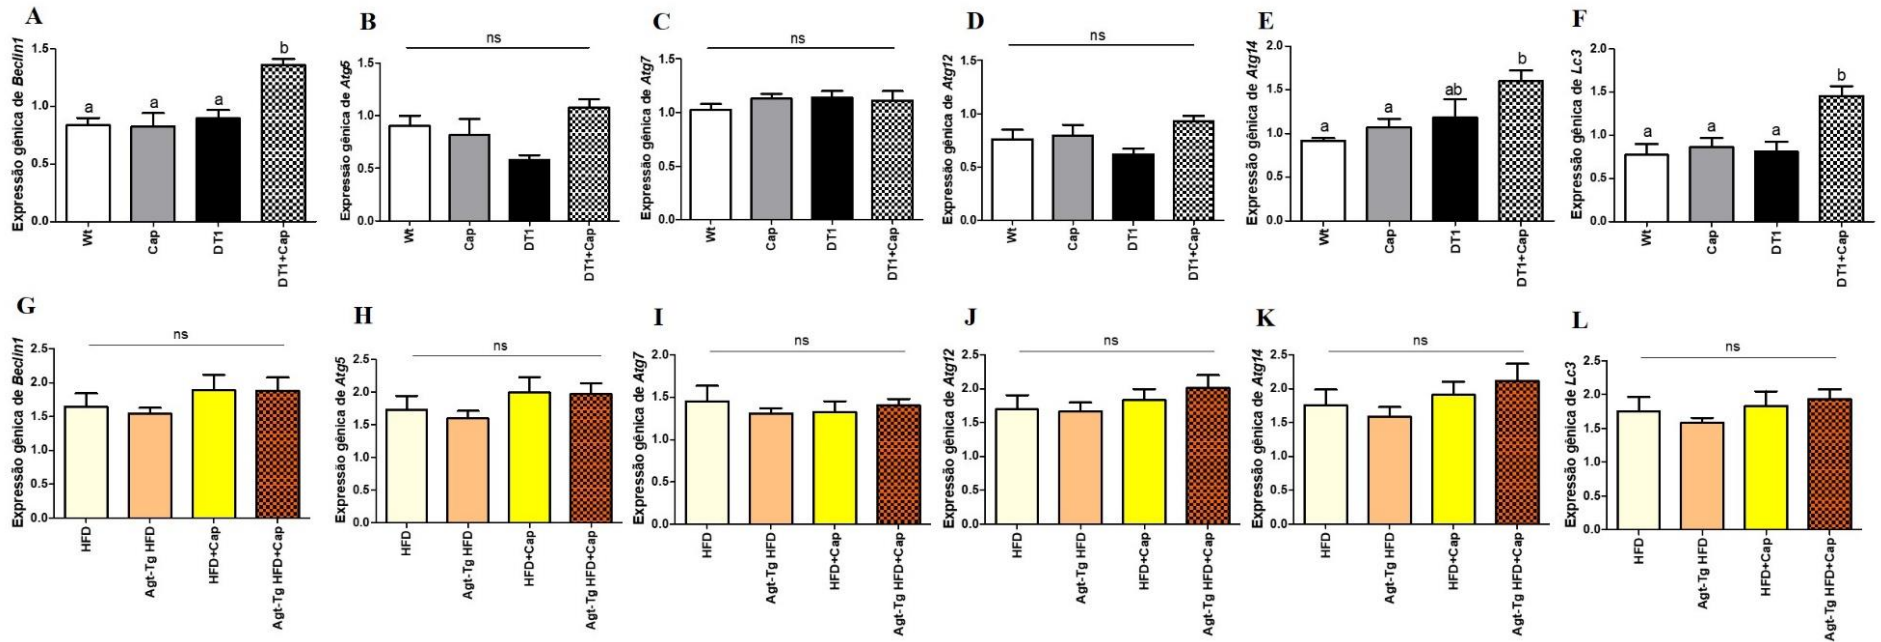 A
Expressão gênica de Beclin1
1.5
1.0
0.5
0.0
a
a
a
b
Wt
Cap
DT1
DT1+Cap
B
Expressão gênica de Atg5
1.5
1.0
0.5
0.0
ns
Wt
Cap
DT1
DT1+Cap
C
Expressão gênica de Atg7
1.5
1.0
0.5
0.0
ns
Wt
Cap
DT1
DT1+Cap
D
Expressão gênica de Atg12
1.5
1.0
0.5
0.0
ns
Wt
Cap
DT1
DT1+Cap
E
Expressão gênica de Atg14
2.0
1.5
1.0
0.5
0.0
a
a
ab
b
Wt
Cap
DT1
DT1+Cap
F
Expressão gênica de Lc3
2.0
1.5
1.0
0.5
0.0
a
a
a
b
Wt
Cap
DT1
DT1+Cap
G
Expressão gênica de Beclin1
2.5
2.0
1.5
1.0
0.5
0.0
ns
HFD
Agt-Tg HFD
HFD+Cap
Agt-Tg HFD+Cap
H
Expressão gênica de Atg5
2.5
2.0
1.5
1.0
0.5
0.0
ns
HFD
Agt-Tg HFD
HFD+Cap
Agt-Tg HFD+Cap
I
Expressão gênica de Atg7
2.0
1.5
1.0
0.5
0.0
ns
HFD
Agt-Tg HFD
HFD+Cap
Agt-Tg HFD+Cap
J
Expressão gênica de Atg12
2.5
2.0
1.5
1.0
0.5
0.0
ns
HFD
Agt-Tg HFD
HFD+Cap
Agt-Tg HFD+Cap
K
Expressão gênica de Atg14
2.5
2.0
1.5
1.0
0.5
0.0
ns
HFD
Agt-Tg HFD
HFD+Cap
Agt-Tg HFD+Cap
L
Expressão gênica de Lc3
2.5
2.0
1.5
1.0
0.5
0.0
ns
HFD
Agt-Tg HFD
HFD+Cap
Agt-Tg HFD+Cap